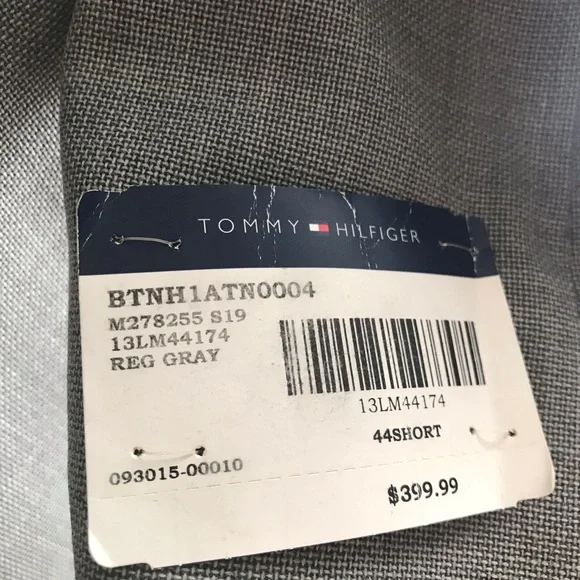 TOMMY HILFIGER
BTNH1ATN0004
M278255 S19
13LM44174
REG GRAY
13LM44174
44SHORT
093015-00010
$399.99